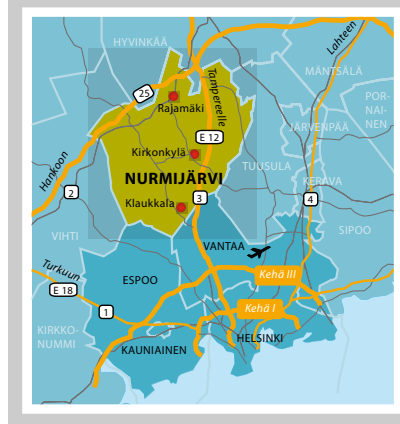 HYVINKÄÄ
Lahteen
MÄNTSÄLÄ
25
Rajamäki
Tampereelle
POR-
NAI-
NEN
JÄRVENPÄÄ
E 12
Kirkonkylä
TUUSULA
Hankoon
NURMIJÄRVI
KERAVA
2
3
4
Klaukkala
SIPOO
VIHTI
VANTAA
Turkuun
ESPOO
Kehä III
E 18
1
Kehä I
KIRKKO-
NUMMI
HELSINKI
KAUNIAINEN